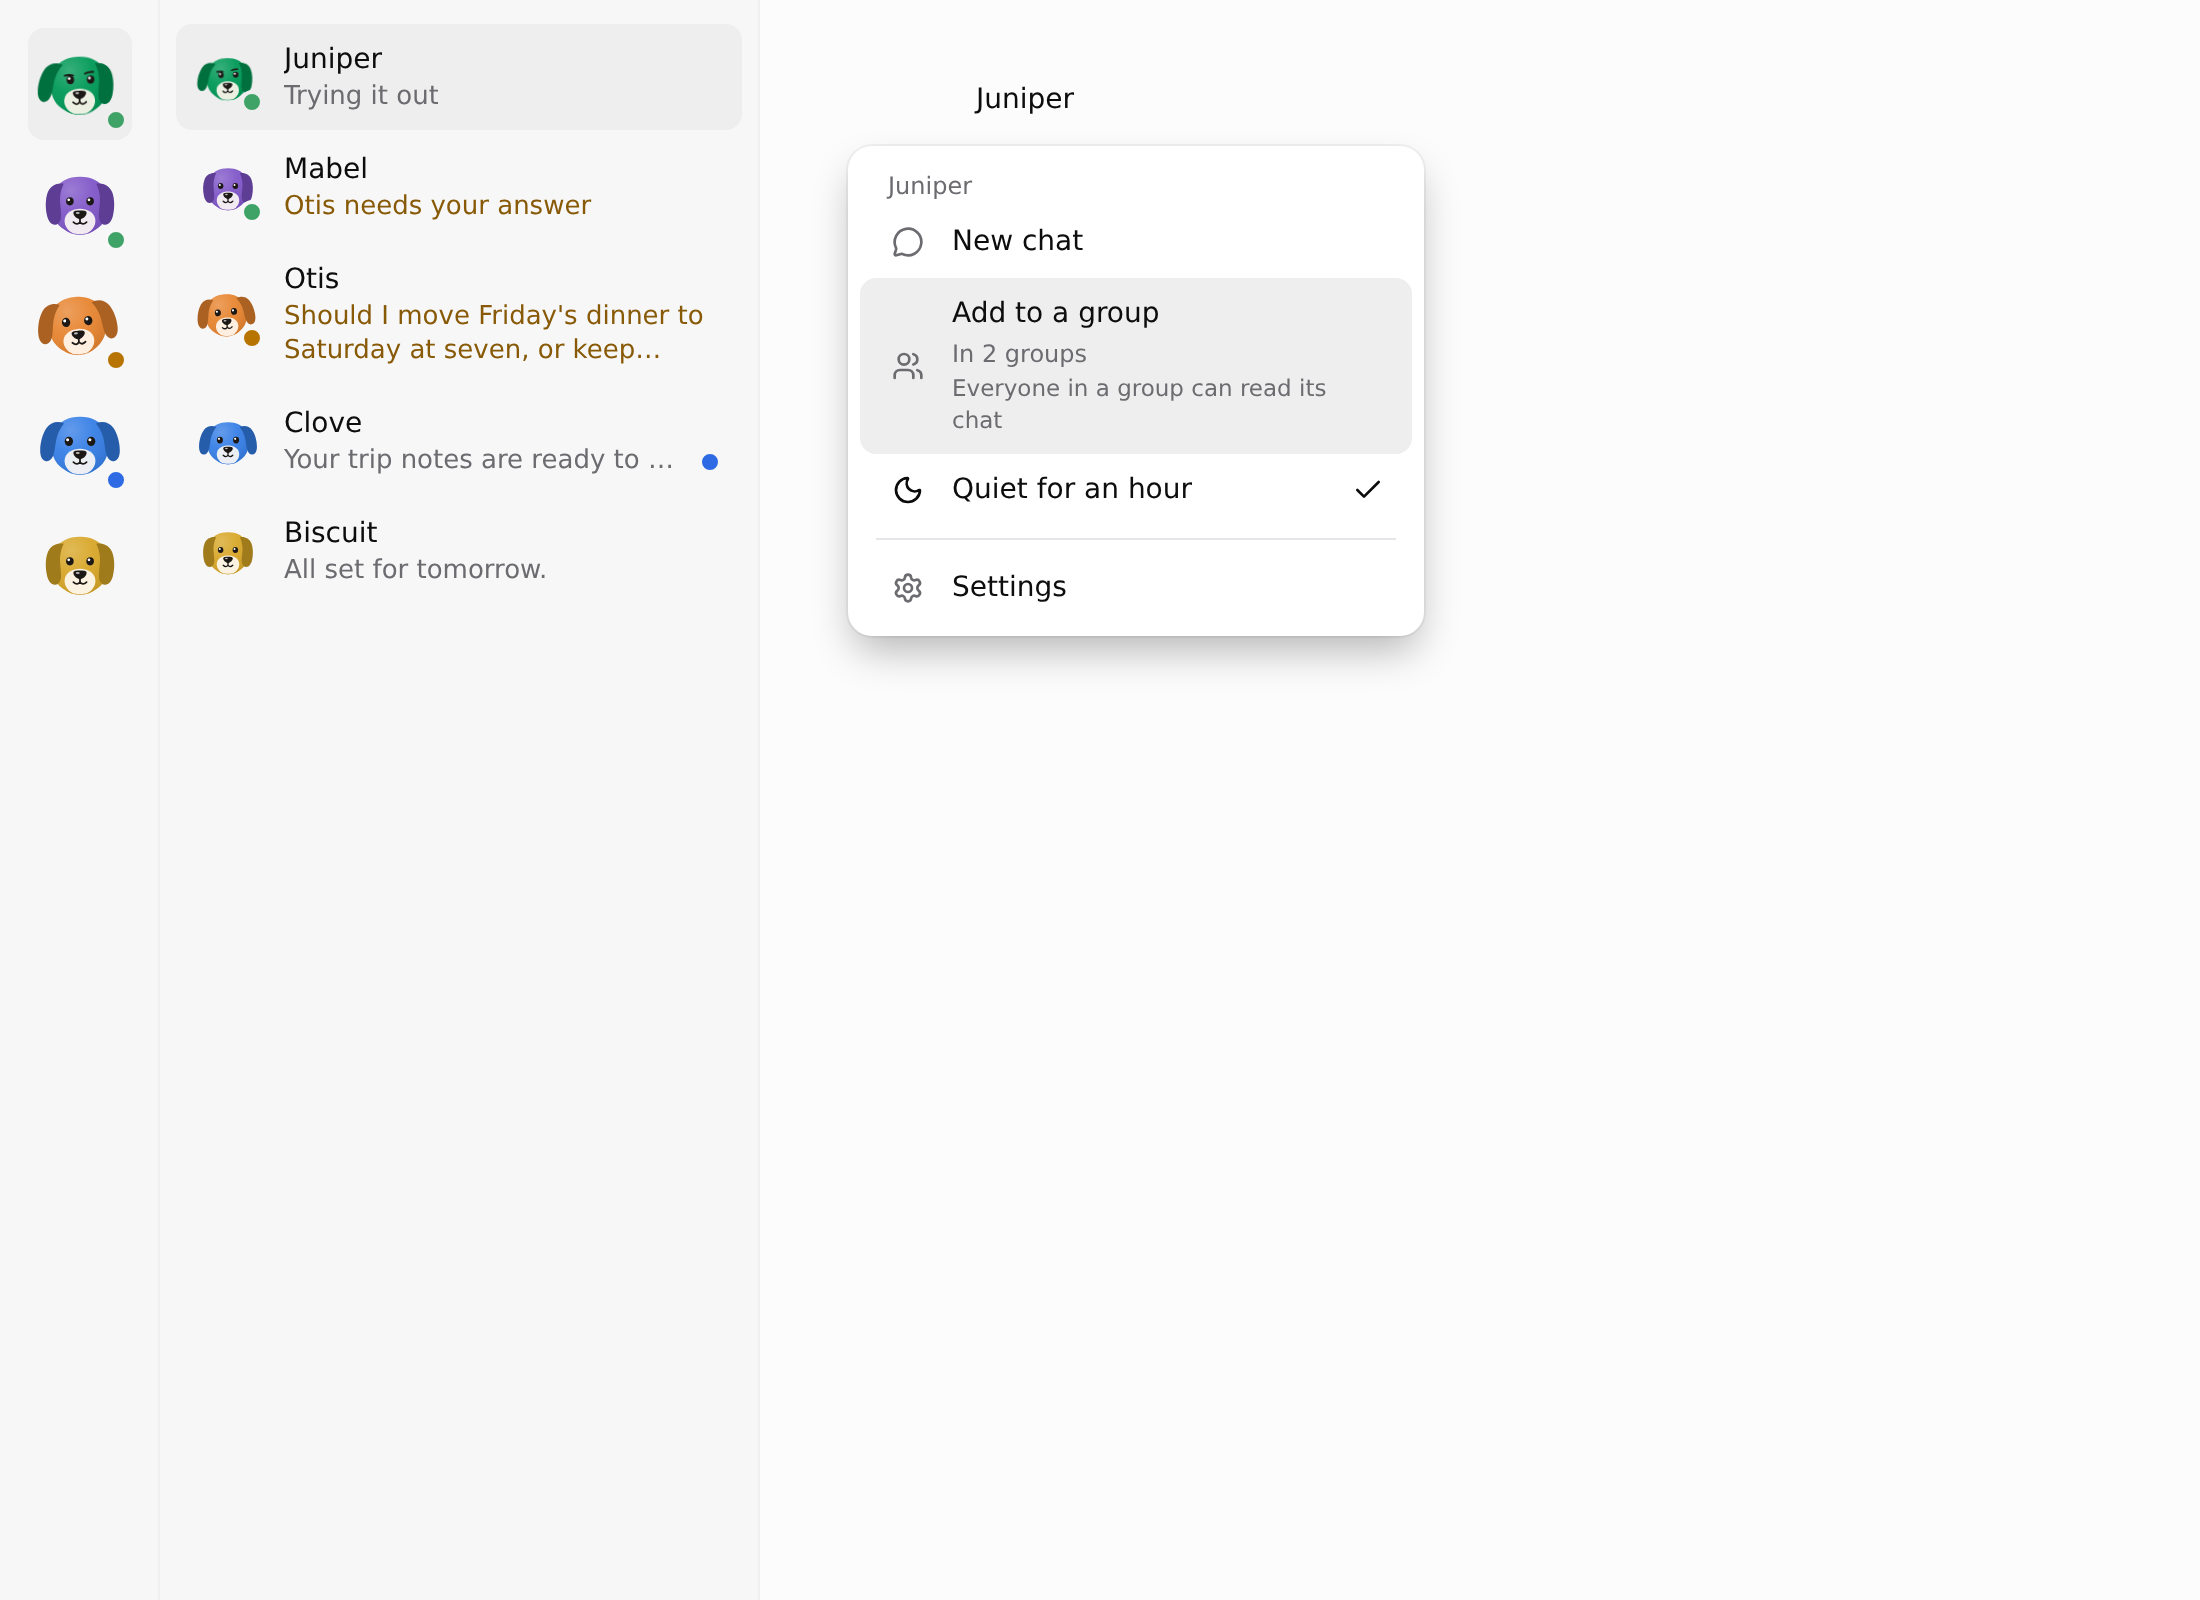 Juniper
Trying it out
Mabel
Otis needs your answer
Otis
Should I move Friday's dinner to
Saturday at seven, or keep…
Clove
Your trip notes are ready to …
Biscuit
All set for tomorrow.
Juniper
Juniper
New chat
Add to a group
In 2 groups
Everyone in a group can read its
chat
Quiet for an hour
Settings